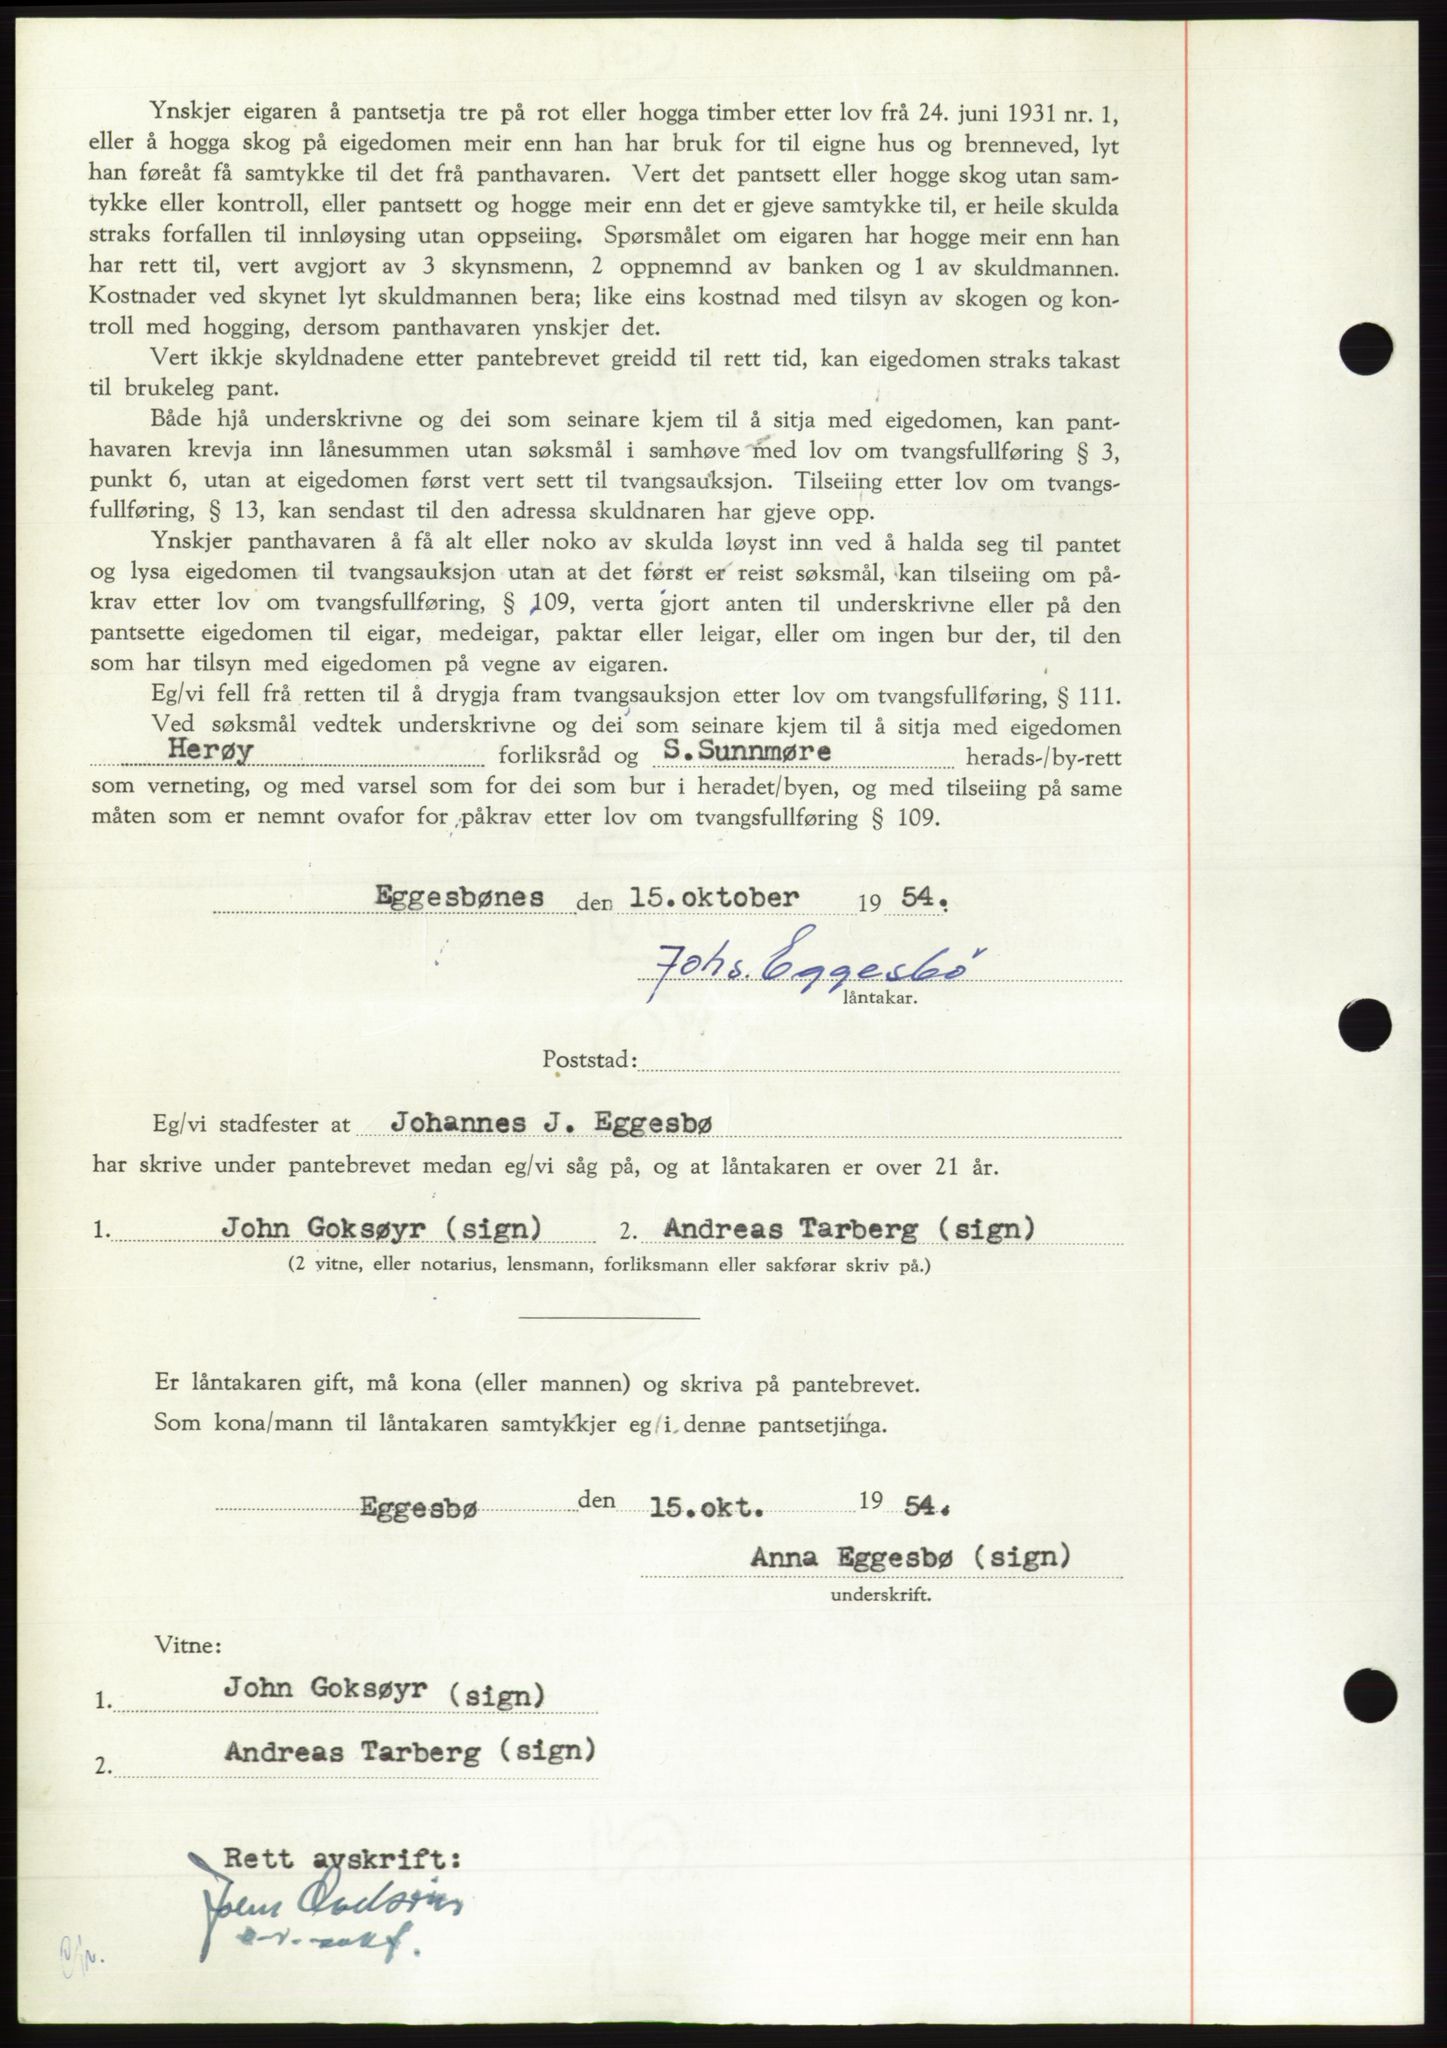 Ynskjer eigaren å pantsetja tre på rot eller hogga timber etter lov frå 24. juni 1931 nr. 1,
eller å hogga skog på eigedomen meir enn han har bruk for til eigne hus og brenneved, lyt
han føreåt få samtykke til det frå panthavaren. Vert det pantsett eller hogge skog utan sam-
tykke eller kontroll, eller pantsett og hogge meir enn det er gjeve samtykke til, er heile skulda
straks forfallen til innløysing utan oppseiing. Spørsmålet om eigaren har hogge meir enn han
har rett til, vert avgjort av 3 skynsmenn, 2 oppnemnd av banken og 1 av skuldmannen.
Kostnader ved skynet lyt skuldmannen bera; like eins kostnad med tilsyn av skogen og kon-
troll med hogging, dersom panthavaren ynskjer det.
Vert ikkje skyldnadene etter pantebrevet greidd til rett tid, kan eigedomen straks takast
til brukeleg pant.
Både hjå underskrivne og dei som seinare kjem til å sitja med eigedomen, kan pant-
havaren krevja inn lånesummen utan søksmål i samhøve med lov om tvangsfullføring § 3,
punkt 6, utan at eigedomen først vert sett til tvangsauksjon. Tilseiing etter lov om tvangs-
fullføring, § 13, kan sendast til den adressa skuldnaren har gjeve opp.
Ynskjer panthavaren å få alt eller noko av skulda løyst inn ved å halda seg til pantet
og lysa eigedomen til tvangsauksjon utan at det først er reist søksmål, kan tilseiing om på-
krav etter lov om tvangsfullføring, § 109, verta gjort anten til underskrivne eller på den
pantsette eigedomen til eigar, medeigar, paktar eller leigar, eller om ingen bur der, til den
som har tilsyn med eigedomen på vegne av eigaren.
Eg/vi fell frå retten til å drygja fram tvangsauksjon etter lov om tvangsfullføring, § 111.
Ved søksmål vedtek underskrivne og dei som seinare kjem til å sitja med eigedomen
Herøy forliksråd og S.Sunnmøre herads-/by-rett
som verneting, og med varsel som for dei som bur i heradet/byen, og med tilseiing på same
måten som er nemnt ovafor for påkrav etter lov om tvangsfullføring § 109.
Eggesbønes den 15.oktober 19 54.
Johs. Eggesbö
låntakar.
Poststad:
Eg/vi stadfester at Johannes J. Eggesbø
har skrive under pantebrevet medan eg/vi såg på, og at låntakaren er over 21 år.
1. John Goksøyr (sign) 2. Andreas Tarberg (sign)
(2 vitne, eller notarius, lensmann, forliksmann eller sakførar skriv på.)
Er låntakaren gift, må kona (eller mannen) og skriva på pantebrevet.
Som kona/mann til låntakaren samtykkjer eg i denne pantsetjinga.
Eggesbø den 15.okt. 19 54.
Anna Eggesbø (sign)
underskrift.
Vitne:
1. John Goksøyr (sign)
2. Andreas Tarberg (sign)
Rett avskrift: